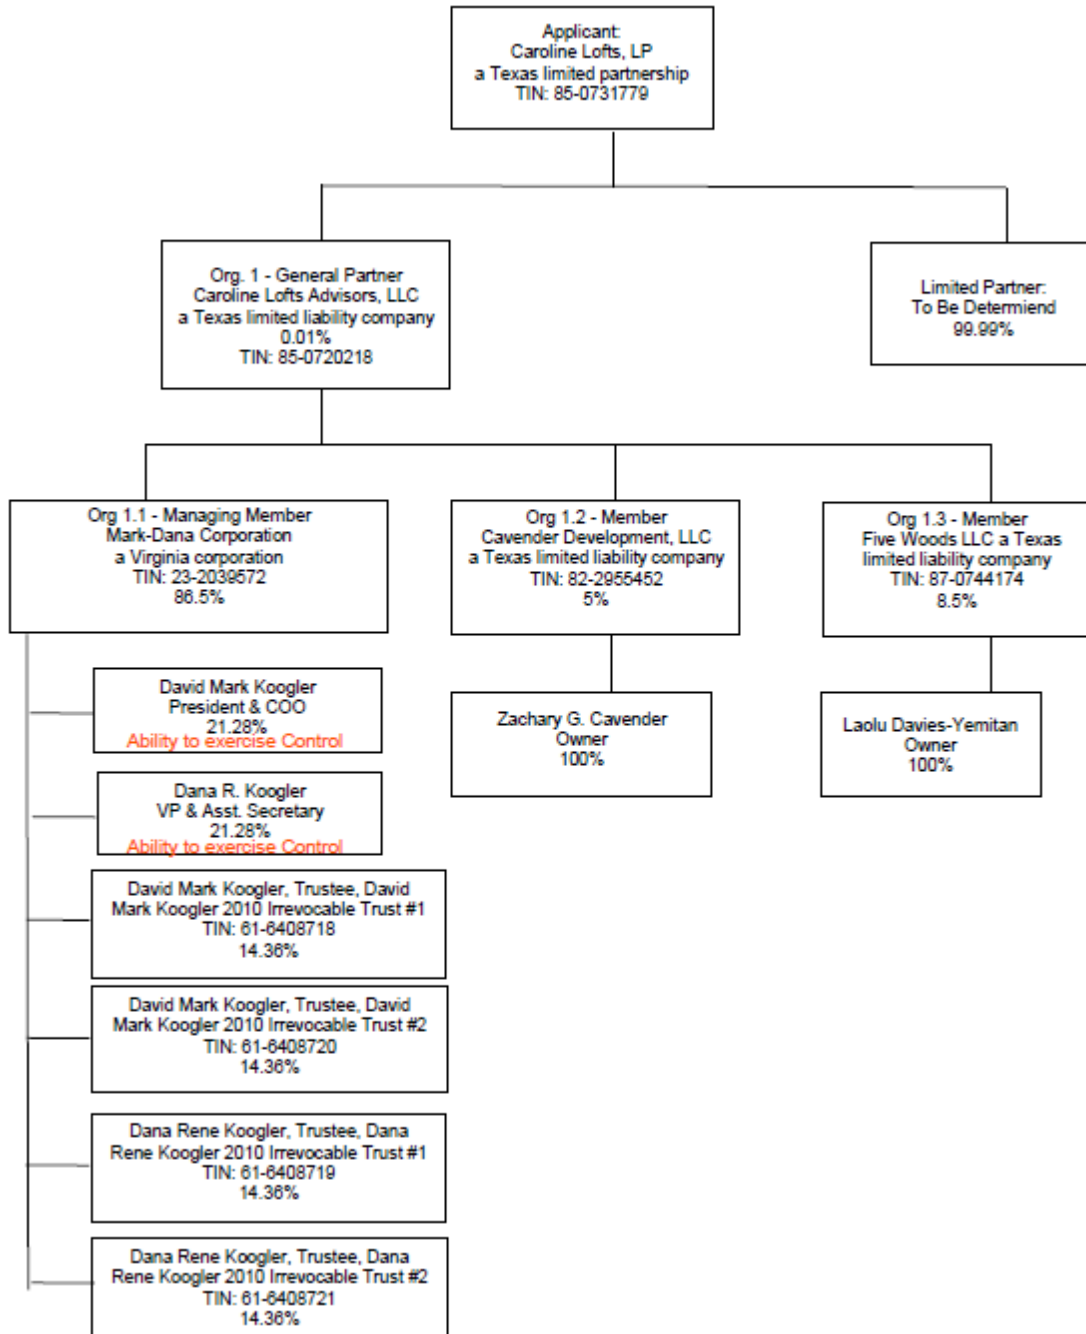 Applicant:
Caroline Lofts, LP
a Texas limited partnership
TIN: 85-0731779
Org. 1 - General Partner
Caroline Lofts Advisors, LLC
a Texas limited liability company
0.01%
TIN: 85-0720218
Limited Partner:
To Be Determiend
99.99%
Org 1.1 - Managing Member
Mark-Dana Corporation
a Virginia corporation
TIN: 23-2039572
86.5%
Org 1.2 - Member
Cavender Development, LLC
a Texas limited liability company
TIN: 82-2955452
5%
Org 1.3 - Member
Five Woods LLC a Texas
limited liability company
TIN: 87-0744174
8.5%
David Mark Koogler
President & COO
21.28%
Ability to exercise Control
Zachary G. Cavender
Owner
100%
Laolu Davies-Yemitan
Owner
100%
Dana R. Koogler
VP & Asst. Secretary
21.28%
Ability to exercise Control
David Mark Koogler, Trustee, David
Mark Koogler 2010 Irrevocable Trust #1
TIN: 61-6408718
14.36%
David Mark Koogler, Trustee, David
Mark Koogler 2010 Irrevocable Trust #2
TIN: 61-6408720
14.36%
Dana Rene Koogler, Trustee, Dana
Rene Koogler 2010 Irrevocable Trust #1
TIN: 61-6408719
14.36%
Dana Rene Koogler, Trustee, Dana
Rene Koogler 2010 Irrevocable Trust #2
TIN: 61-6408721
14.36%